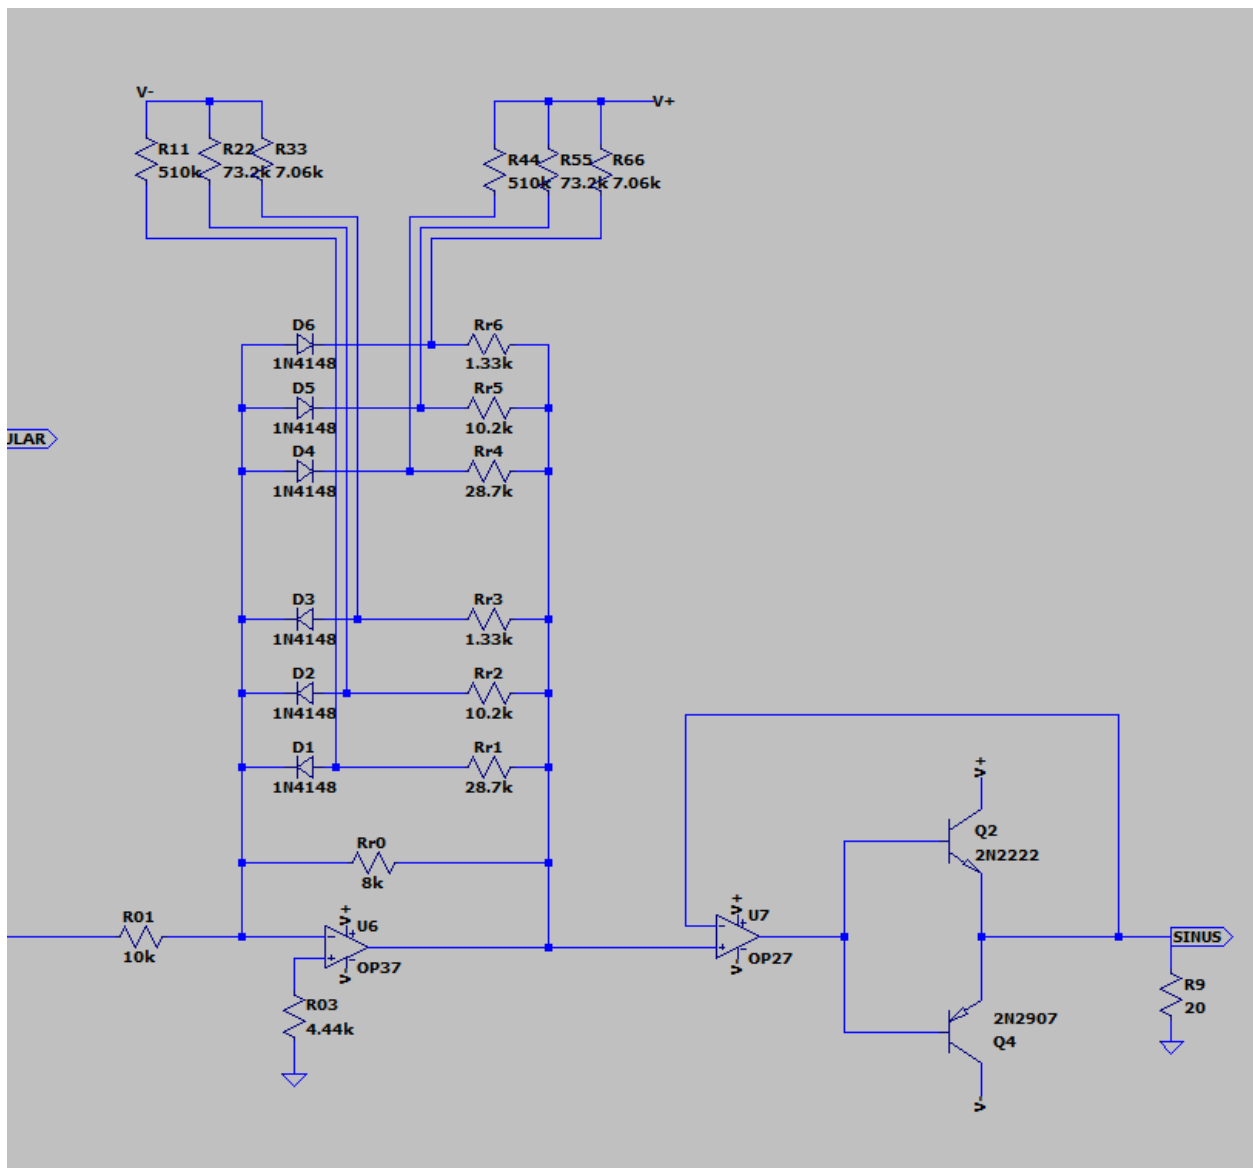 V-
V+
R11
510k
R22
73.2k
R33
7.06k
R44
510k
R55
73.2k
R66
7.06k
D6
1N4148
Rr6
1.33k
D5
1N4148
Rr5
10.2k
ULAR
D4
1N4148
Rr4
28.7k
D3
1N4148
Rr3
1.33k
D2
1N4148
Rr2
10.2k
D1
1N4148
Rr1
28.7k
Rr0
8k
R01
10k
V+
U6
OP37
V-
R03
4.44k
V+
U7
OP27
V-
V+
Q2
2N2222
SINUS
R9
20
2N2907
Q4
V-